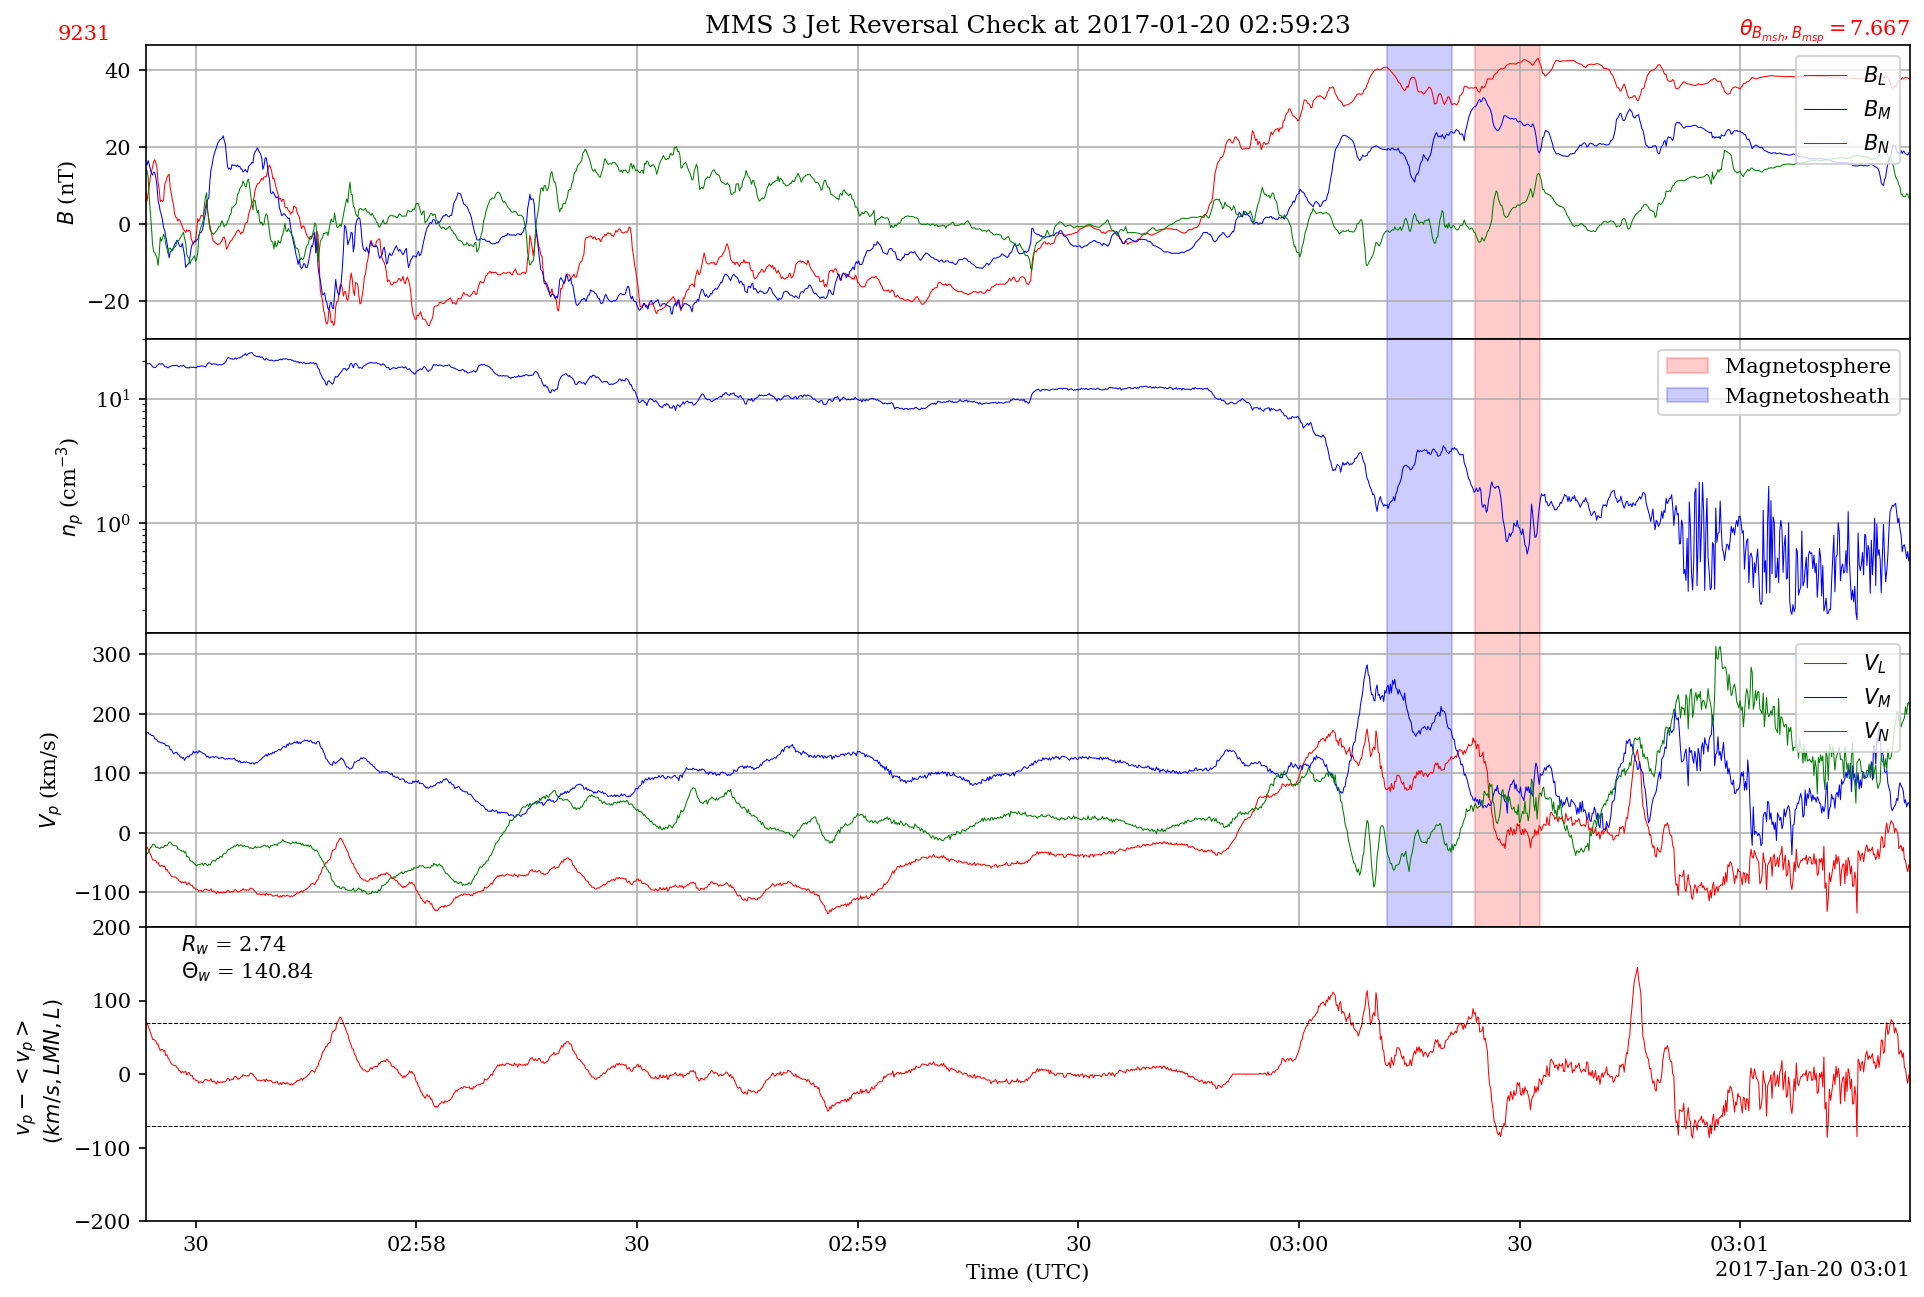 MMS 3 Jet Reversal Check at 2017-01-20 02:59:23
9231
θ_{B_{msh}, B_{msp}} = 7.667
40
20
0
−20
B (nT)
B_L
B_M
B_N
10^1
10^0
n_p (cm^{−3})
Magnetosphere
Magnetosheath
300
200
100
0
−100
V_p (km/s)
V_L
V_M
V_N
200
100
0
−100
−200
v_p − < v_p >
(km/s, LMN, L)
R_w = 2.74
Θ_w = 140.84
30
02:58
30
02:59
30
03:00
30
03:01
Time (UTC)
2017-Jan-20 03:01